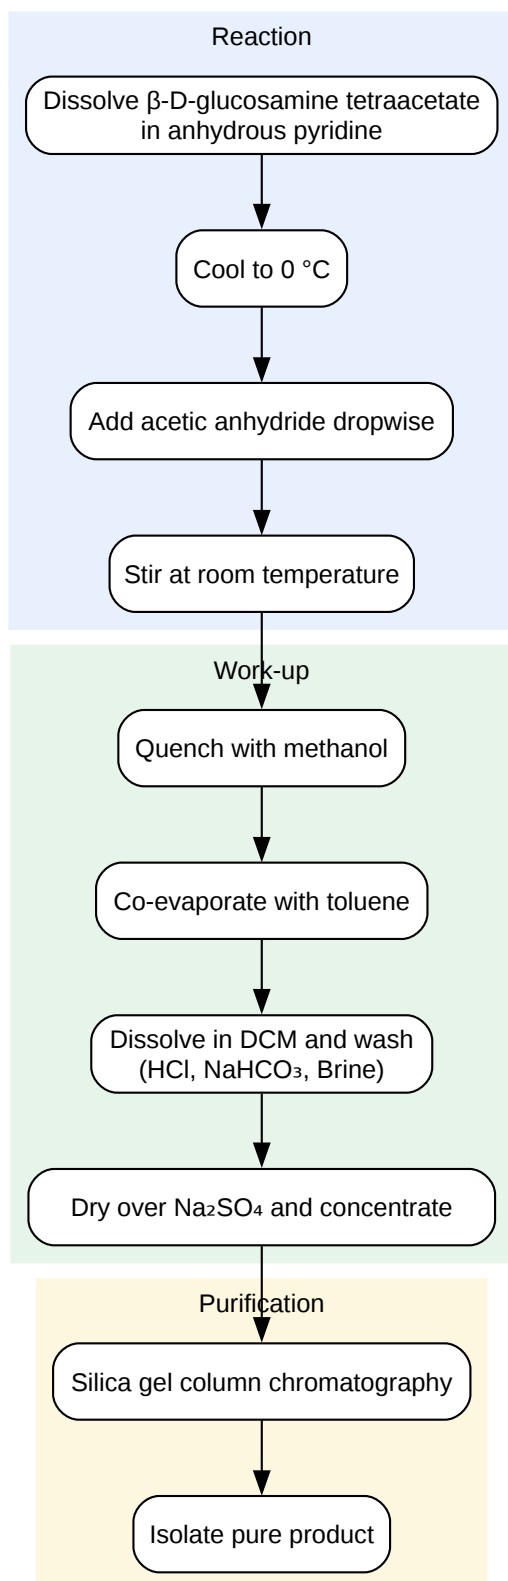 Reaction
Dissolve β-D-glucosamine tetraacetate
in anhydrous pyridine
Cool to 0 °C
Add acetic anhydride dropwise
Stir at room temperature
Work-up
Quench with methanol
Co-evaporate with toluene
Dissolve in DCM and wash
(HCl, NaHCO₃, Brine)
Dry over Na₂SO₄ and concentrate
Purification
Silica gel column chromatography
Isolate pure product